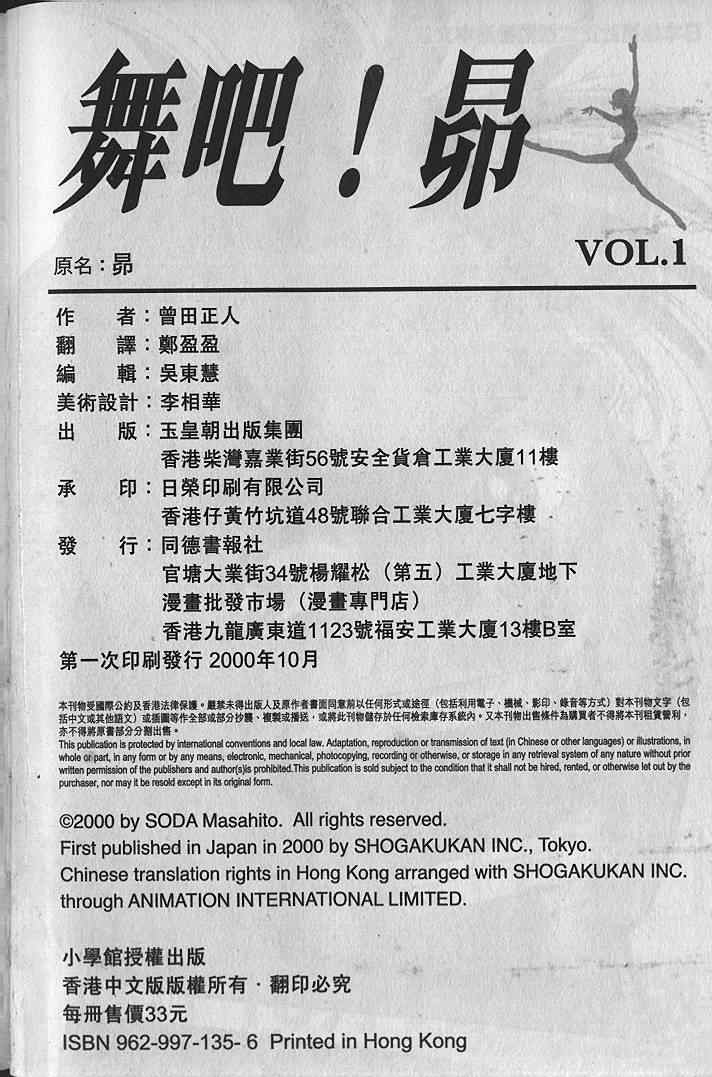 舞吧！昴
VOL.1
原名：昴
作　者：曾田正人
翻　譯：鄭盈盈
編　輯：吳東慧
美術設計：李相華
出　版：玉皇朝出版集團
香港柴灣嘉業街56號安全貨倉工業大廈11樓
承　印：日榮印刷有限公司
香港仔黃竹坑道48號聯合工業大廈七字樓
發　行：同德書報社
官塘大業街34號楊耀松（第五）工業大廈地下
漫畫批發市場（漫畫專門店）
香港九龍廣東道1123號福安工業大廈13樓B室
第一次印刷發行 2000年10月
本刊物受國際公約及香港法律保護。嚴禁未得出版人及原作者書面同意前以任何形式或途徑（包括利用電子、機械、影印、錄音等方式）對本刊物文字（包
括中文或其他語文）或插圖等作全部或部分抄襲、複製或播送，或將此刊物儲存於任何檢索庫存系統內。又本刊物出售條件為購買者不得將本刊租賃營利，
亦不得將原書部分分割出售。
This publication is protected by international conventions and local law. Adaptation, reproduction or transmission of text (in Chinese or other languages) or illustrations, in
whole or part, in any form or by any means, electronic, mechanical, photocopying, recording or otherwise, or storage in any retrieval system of any nature without prior
written permission of the publishers and author(s)is prohibited.This publication is sold subject to the condition that it shall not be hired, rented, or otherwise let out by the
purchaser, nor may it be resold except in its original form.
©2000 by SODA Masahito. All rights reserved.
First published in Japan in 2000 by SHOGAKUKAN INC., Tokyo.
Chinese translation rights in Hong Kong arranged with SHOGAKUKAN INC.
through ANIMATION INTERNATIONAL LIMITED.
小學館授權出版
香港中文版版權所有．翻印必究
每冊售價33元
ISBN 962-997-135- 6 Printed in Hong Kong